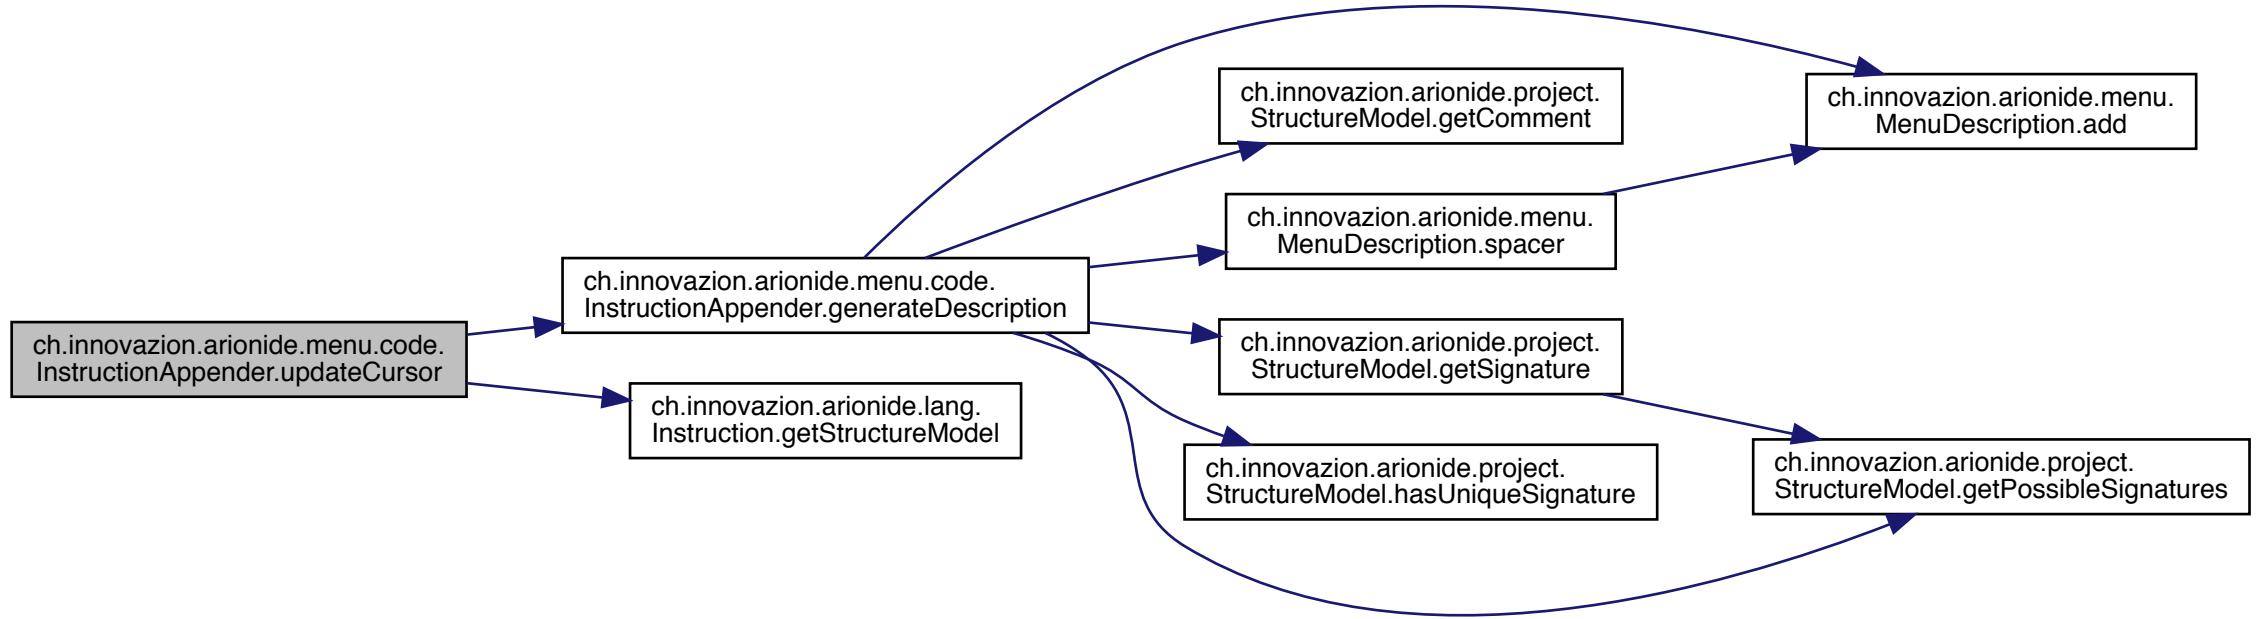 ch.innovazion.arionide.menu.code.
InstructionAppender.updateCursor
ch.innovazion.arionide.menu.code.
InstructionAppender.generateDescription
ch.innovazion.arionide.lang.
Instruction.getStructureModel
ch.innovazion.arionide.project.
StructureModel.getComment
ch.innovazion.arionide.menu.
MenuDescription.spacer
ch.innovazion.arionide.project.
StructureModel.getSignature
ch.innovazion.arionide.project.
StructureModel.hasUniqueSignature
ch.innovazion.arionide.menu.
MenuDescription.add
ch.innovazion.arionide.project.
StructureModel.getPossibleSignatures